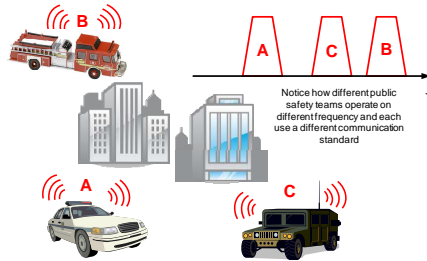 B
A C B
Notice how different public
safety teams operate on
different frequency and each
use a different communication
standard
A
C